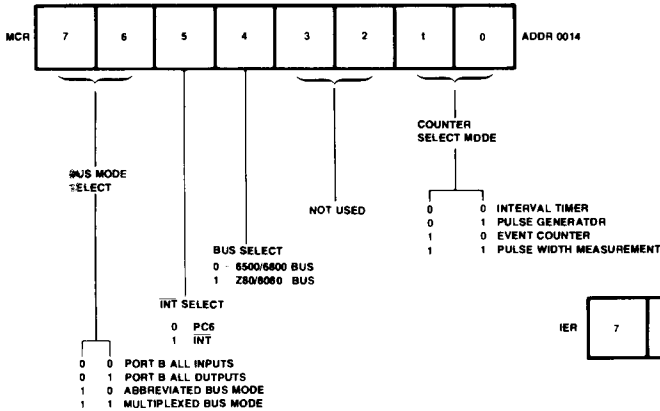 MCR 7 6 5 4 3 2 1 0 ADDR 0014
COUNTER
SELECT MODE
BUS MODE
SELECT
NOT USED
0 0 INTERVAL TIMER
0 1 PULSE GENERATOR
1 0 EVENT COUNTER
1 1 PULSE WIDTH MEASUREMENT
BUS SELECT
0 - 6500/6800 BUS
1 Z80/8080 BUS
INT SELECT
0 PC6
1 INT
IER 7
0 0 PORT B ALL INPUTS
0 1 PORT B ALL OUTPUTS
1 0 ABBREVIATED BUS MODE
1 1 MULTIPLEXED BUS MODE